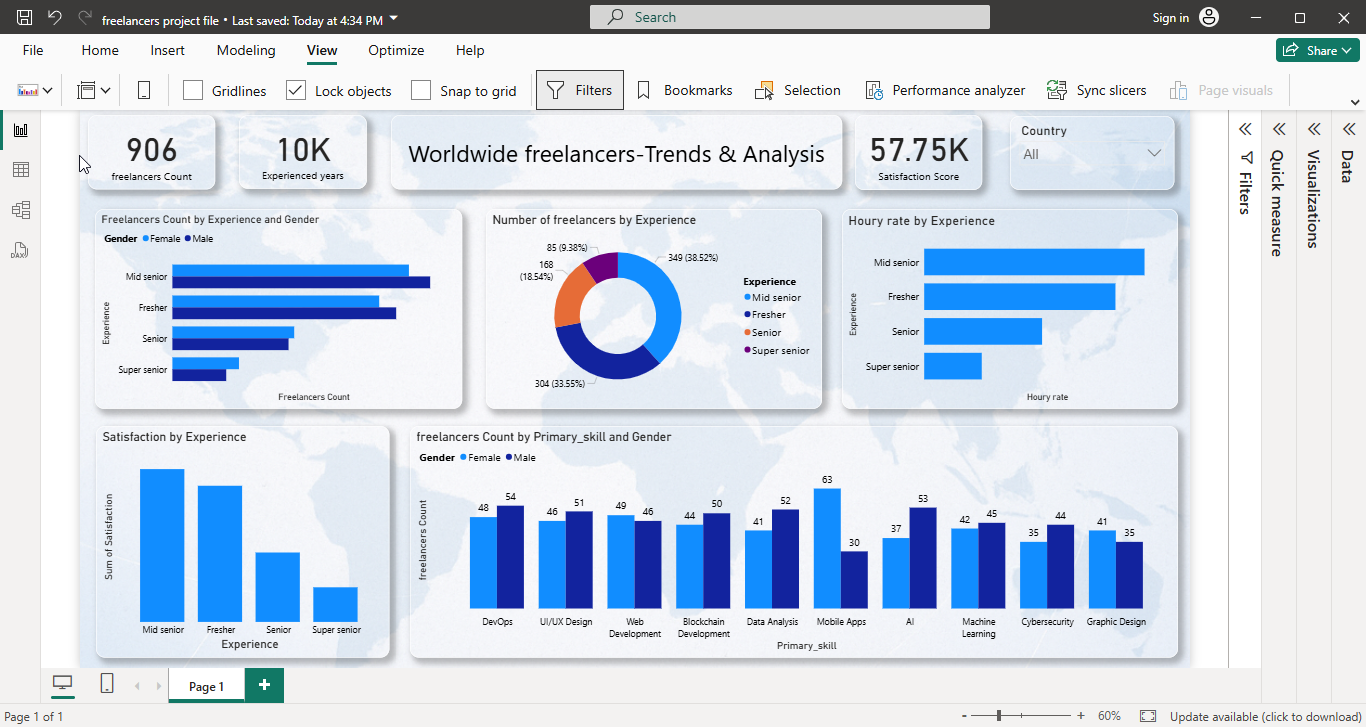 freelancers project file • Last saved: Today at 4:34 PM
Search
Sign in
File Home Insert Modeling View Optimize Help
Share
Gridlines Lock objects Snap to grid Filters Bookmarks Selection Performance analyzer Sync slicers Page visuals
906
freelancers Count
10K
Experienced years
Worldwide freelancers-Trends & Analysis
57.75K
Satisfaction Score
Country
All
Freelancers Count by Experience and Gender
Gender Female Male
Experience
Mid senior
Fresher
Senior
Super senior
Freelancers Count
Number of freelancers by Experience
85 (9.38%)
168
(18.54%)
349 (38.52%)
304 (33.55%)
Experience
Mid senior
Fresher
Senior
Super senior
Houry rate by Experience
Experience
Mid senior
Fresher
Senior
Super senior
Houry rate
Satisfaction by Experience
Sum of Satisfaction
Mid senior Fresher Senior Super senior
Experience
freelancers Count by Primary_skill and Gender
Gender Female Male
freelancers Count
48 54 46 51 49 46 44 50 41 52 63 30 37 53 42 45 35 44 41 35
DevOps UI/UX Design Web Development Blockchain Development Data Analysis Mobile Apps AI Machine Learning Cybersecurity Graphic Design
Primary_skill
Filters
Quick measure
Visualizations
Data
DAX
Page 1
+
Page 1 of 1
- + 60%
Update available (click to download)